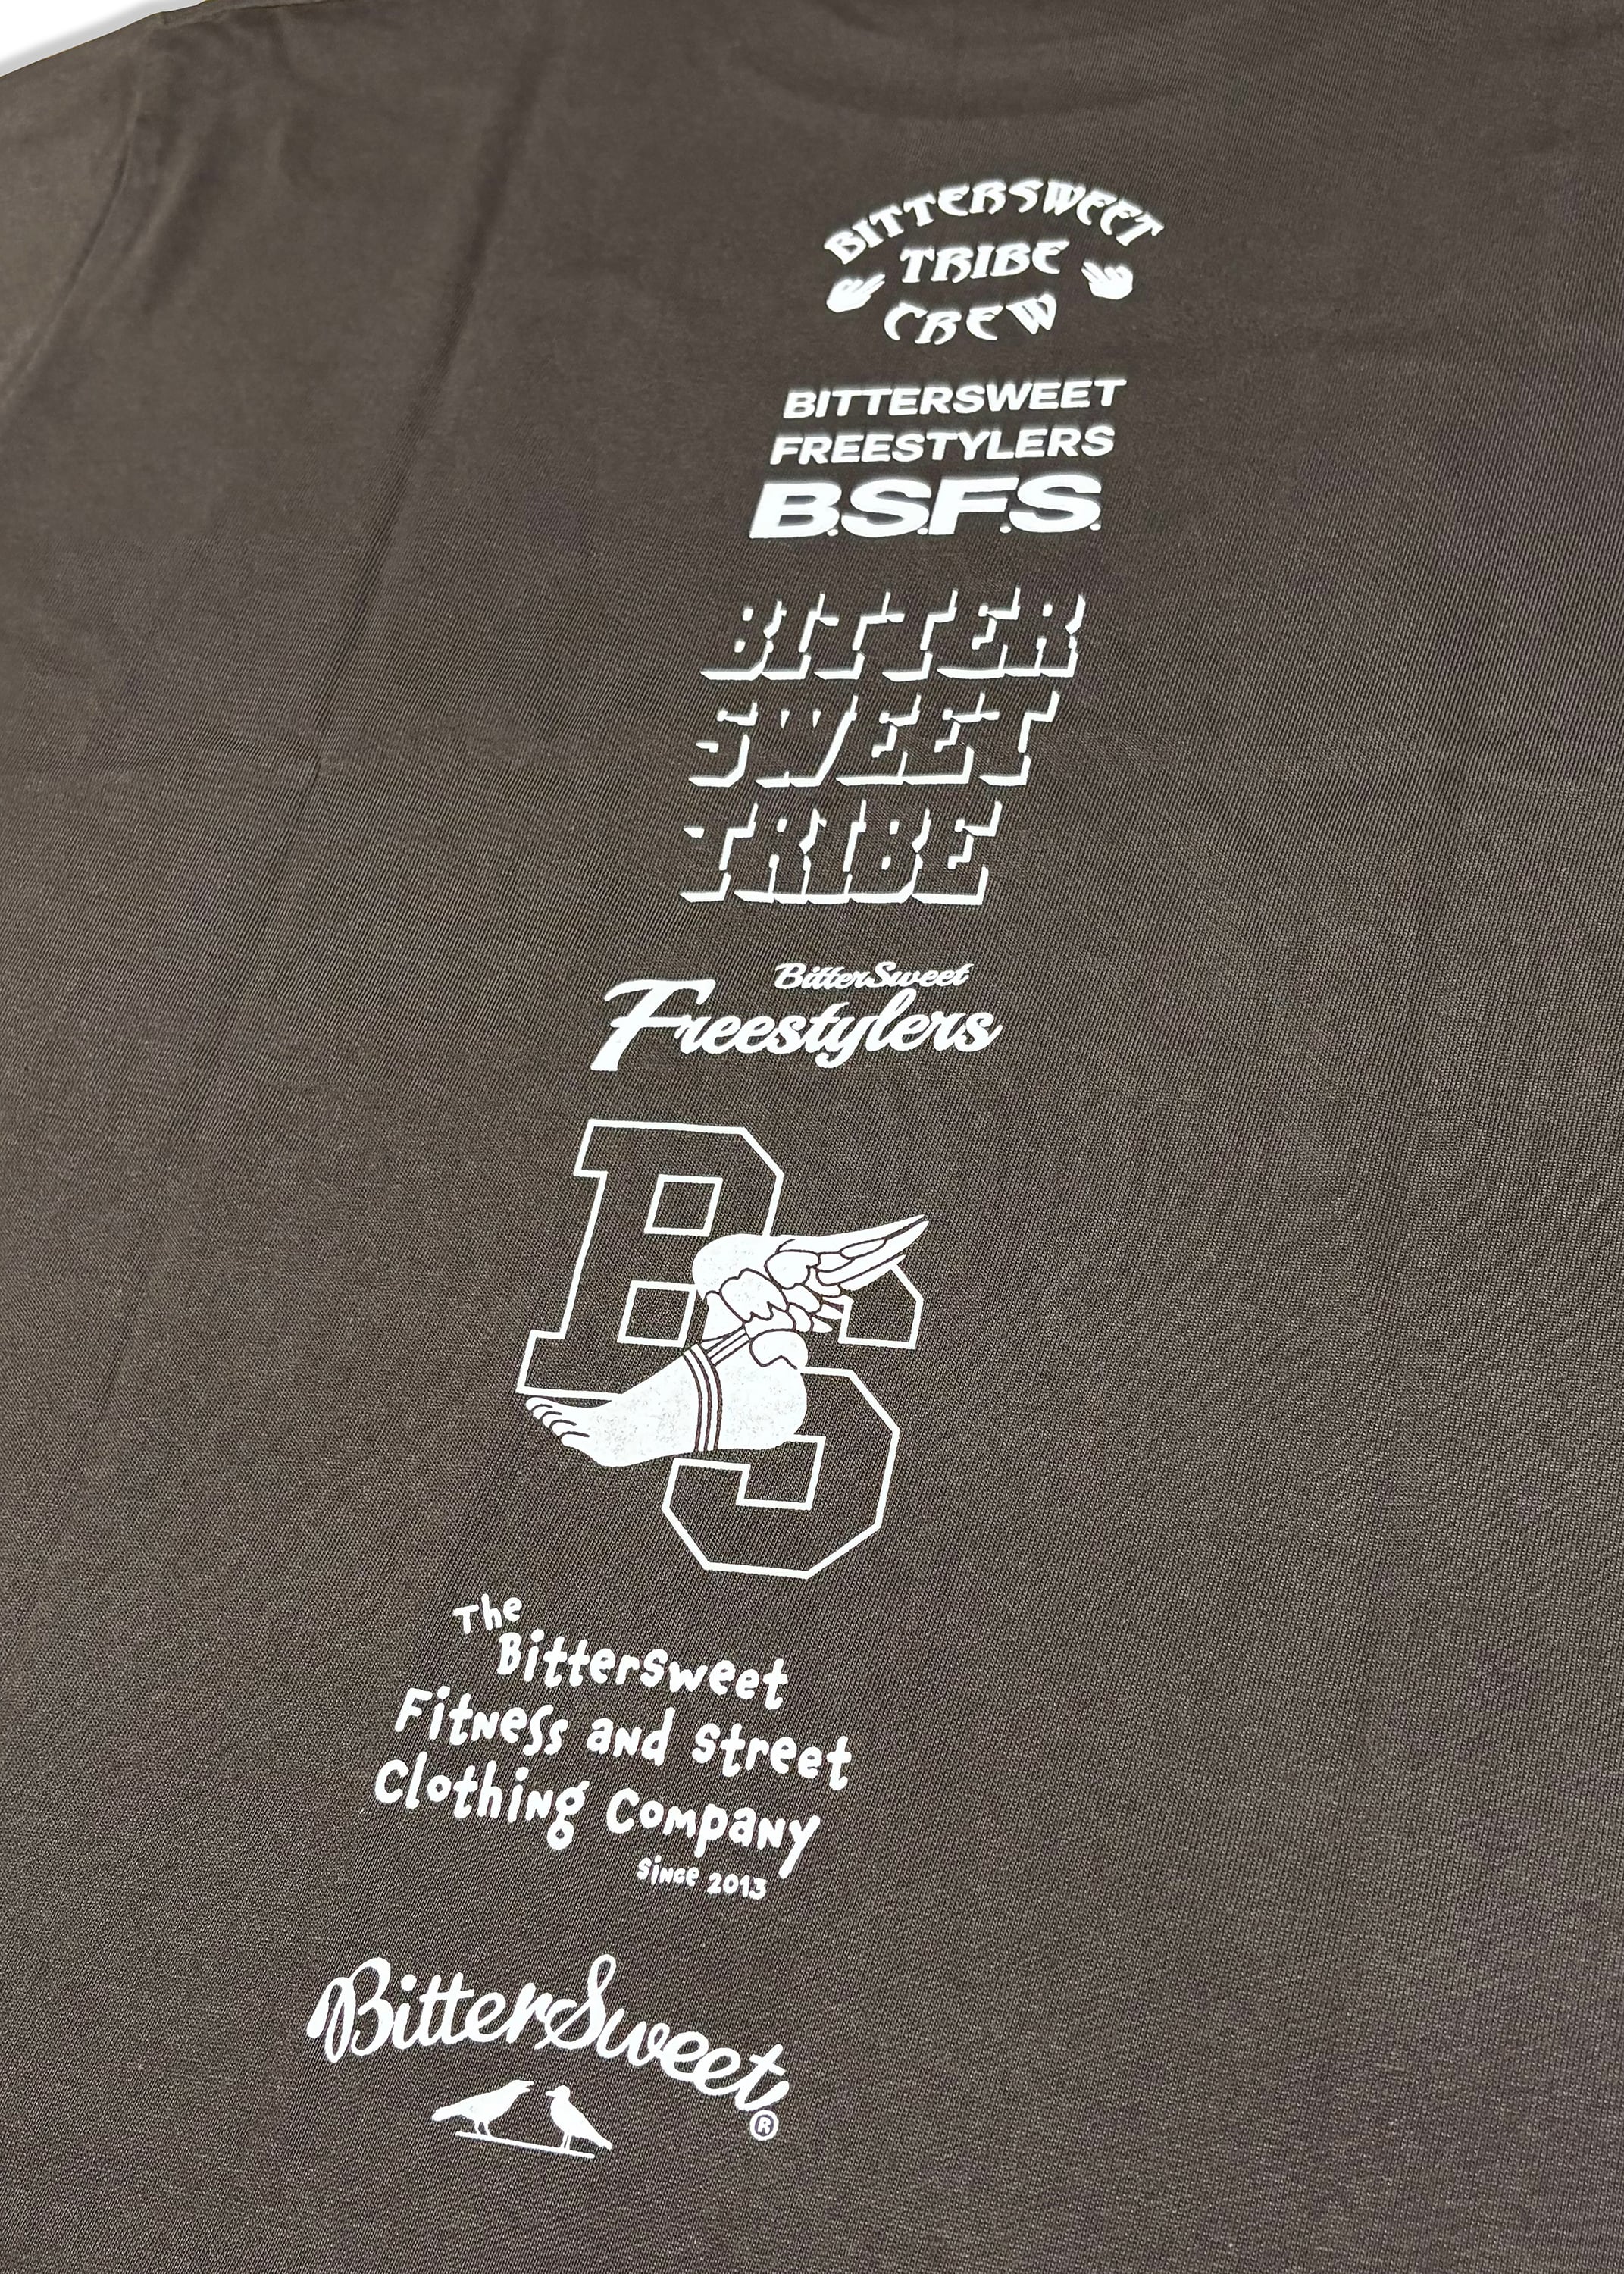 BITTERSWEET
TRIBE
CREW
BITTERSWEET
FREESTYLERS
B.S.F.S.
BITTER
SWEET
TRIBE
BitterSweet
Freestylers
BS
The
Bittersweet
Fitness and Street
Clothing Company
Since 2013
BitterSweet
®